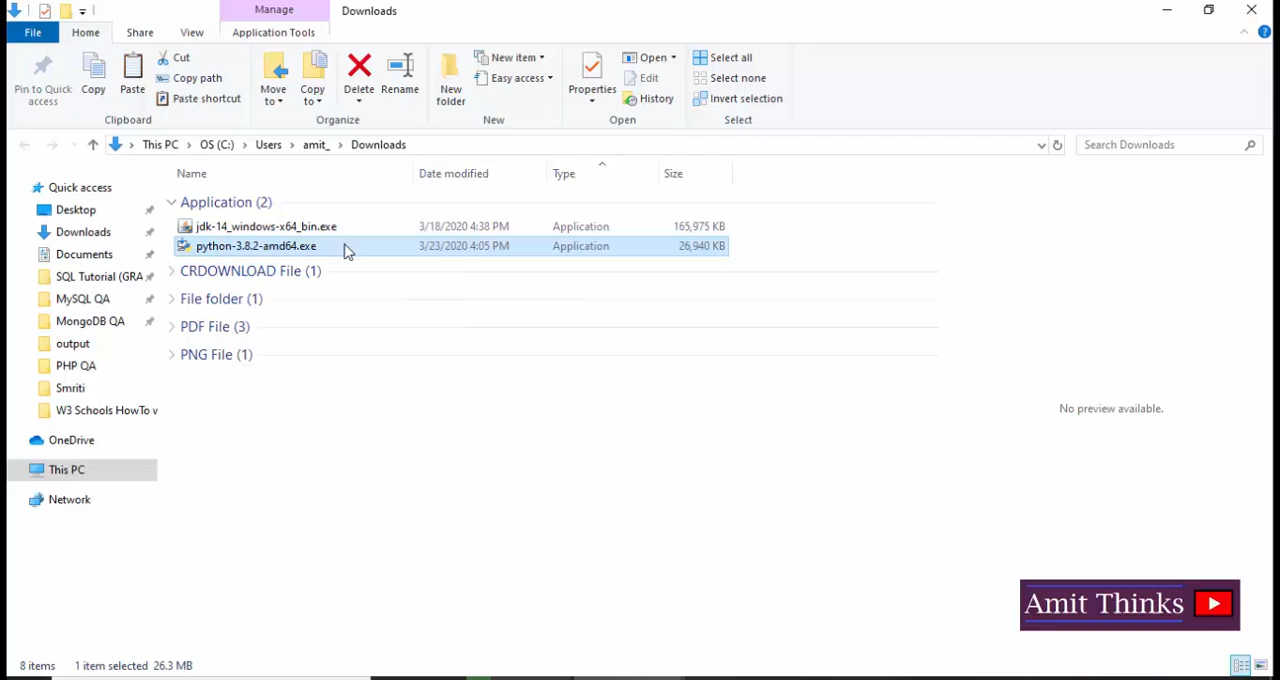 Manage
Downloads
File
Home
Share
View
Application Tools
Pin to Quick
access
Copy
Paste
Cut
Copy path
Paste shortcut
Clipboard
Move
to
Copy
to
Delete
Rename
Organize
New
folder
New item
Easy access
New
Properties
Open
Edit
History
Open
Select all
Select none
Invert selection
Select
This PC > OS (C:) > Users > amit_ > Downloads
Search Downloads
Name
Date modified
Type
Size
Quick access
Desktop
Downloads
Documents
SQL Tutorial (GRA
MySQL QA
MongoDB QA
output
PHP QA
Smriti
W3 Schools HowTo v
OneDrive
This PC
Network
Application (2)
jdk-14_windows-x64_bin.exe 3/18/2020 4:38 PM Application 165,975 KB
python-3.8.2-amd64.exe 3/23/2020 4:05 PM Application 26,940 KB
CRDOWNLOAD File (1)
File folder (1)
PDF File (3)
PNG File (1)
No preview available.
Amit Thinks
8 items 1 item selected 26.3 MB